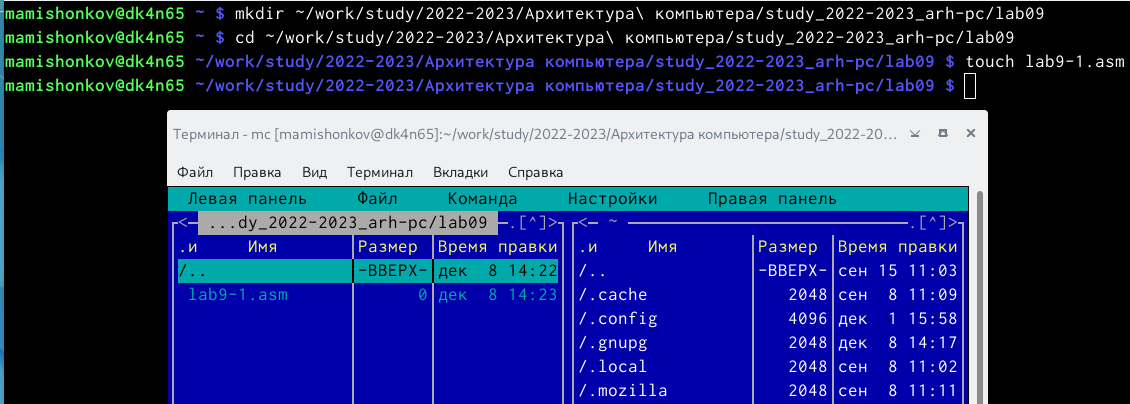 mamishonkov@dk4n65 ~ $ mkdir ~/work/study/2022-2023/Архитектура\ компьютера/study_2022-2023_arh-pc/lab09
mamishonkov@dk4n65 ~ $ cd ~/work/study/2022-2023/Архитектура\ компьютера/study_2022-2023_arh-pc/lab09
mamishonkov@dk4n65 ~/work/study/2022-2023/Архитектура компьютера/study_2022-2023_arh-pc/lab09 $ touch lab9-1.asm
mamishonkov@dk4n65 ~/work/study/2022-2023/Архитектура компьютера/study_2022-2023_arh-pc/lab09 $
Терминал - mc [mamishonkov@dk4n65]:~/work/study/2022-2023/Архитектура компьютера/study_2022-20...
Файл Правка Вид Терминал Вкладки Справка
Левая панель Файл Команда Настройки Правая панель
<— ...dy_2022-2023_arh-pc/lab09 —.[^]> <— ~ —.[^]>
.и Имя Размер Время правки .и Имя Размер Время правки
/.. -ВВЕРХ- дек 8 14:22 /.. -ВВЕРХ- сен 15 11:03
lab9-1.asm 0 дек 8 14:23 /.cache 2048 сен 8 11:09
/.config 4096 дек 1 15:58
/.gnupg 2048 дек 8 14:17
/.local 2048 сен 8 11:02
/.mozilla 2048 сен 8 11:11